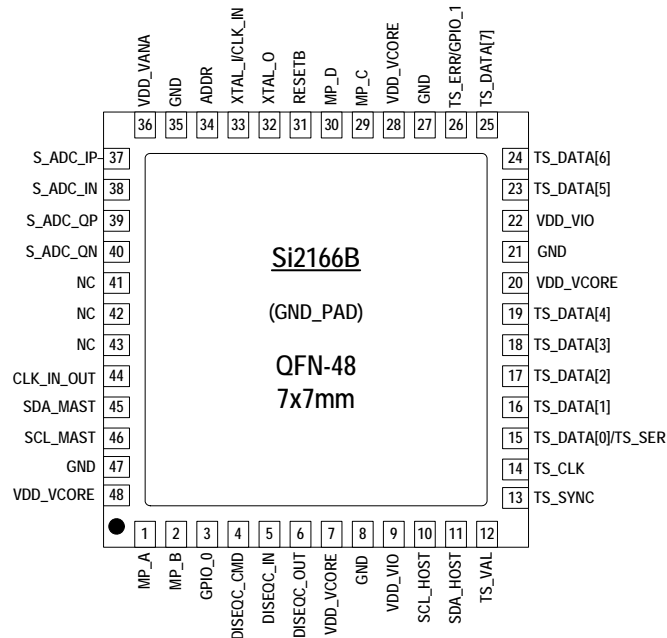 VDD_VANA
GND
ADDR
XTAL_I/CLK_IN
XTAL_O
RESETB
MP_D
MP_C
VDD_VCORE
GND
TS_ERR/GPIO_1
TS_DATA[7]
36 35 34 33 32 31 30 29 28 27 26 25
S_ADC_IP 37
S_ADC_IN 38
S_ADC_QP 39
S_ADC_QN 40
NC 41
NC 42
NC 43
CLK_IN_OUT 44
SDA_MAST 45
SCL_MAST 46
GND 47
VDD_VCORE 48
Si2166B
(GND_PAD)
QFN-48
7x7mm
24 TS_DATA[6]
23 TS_DATA[5]
22 VDD_VIO
21 GND
20 VDD_VCORE
19 TS_DATA[4]
18 TS_DATA[3]
17 TS_DATA[2]
16 TS_DATA[1]
15 TS_DATA[0]/TS_SER
14 TS_CLK
13 TS_SYNC
1 2 3 4 5 6 7 8 9 10 11 12
MP_A
MP_B
GPIO_0
DISEQC_CMD
DISEQC_IN
DISEQC_OUT
VDD_VCORE
GND
VDD_VIO
SCL_HOST
SDA_HOST
TS_VAL